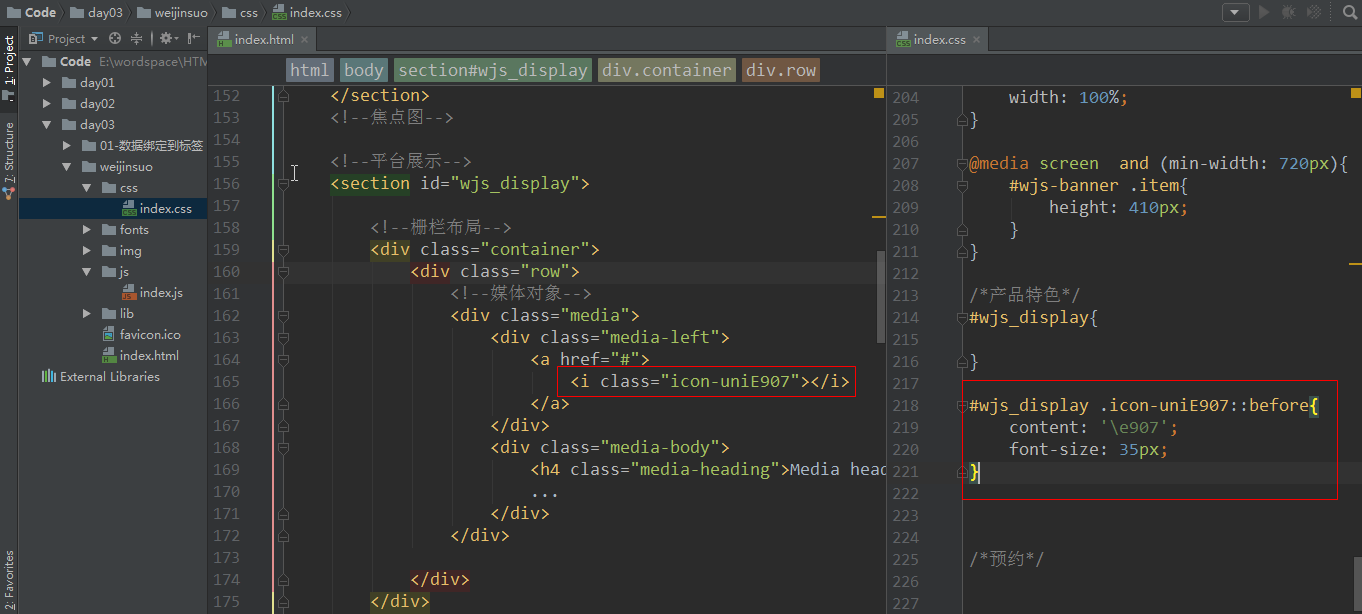 Code day03 weijinsuo css index.css
1: Project
7: Structure
2: Favorites
Project
Code E:\wordspace\HTM
day01
day02
day03
01-数据绑定到标签
weijinsuo
css
index.css
fonts
img
js
index.js
lib
favicon.ico
index.html
External Libraries
index.html
html body section#wjs_display div.container div.row
152 </section>
153 <!--焦点图-->
154
155 <!--平台展示-->
156 <section id="wjs_display">
157
158 <!--栅栏布局-->
159 <div class="container">
160 <div class="row">
161 <!--媒体对象-->
162 <div class="media">
163 <div class="media-left">
164 <a href="#">
165 <i class="icon-uniE907"></i>
166 </a>
167 </div>
168 <div class="media-body">
169 <h4 class="media-heading">Media head
170 ...
171 </div>
172 </div>
173
174 </div>
175 </div>
index.css
204 width: 100%;
205 }
206
207 @media screen  and (min-width: 720px){
208 #wjs-banner .item{
209 height: 410px;
210 }
211 }
212
213 /*产品特色*/
214 #wjs_display{
215
216 }
217
218 #wjs_display .icon-uniE907::before{
219 content: '\e907';
220 font-size: 35px;
221 }
222
223
224
225 /*预约*/
226
227